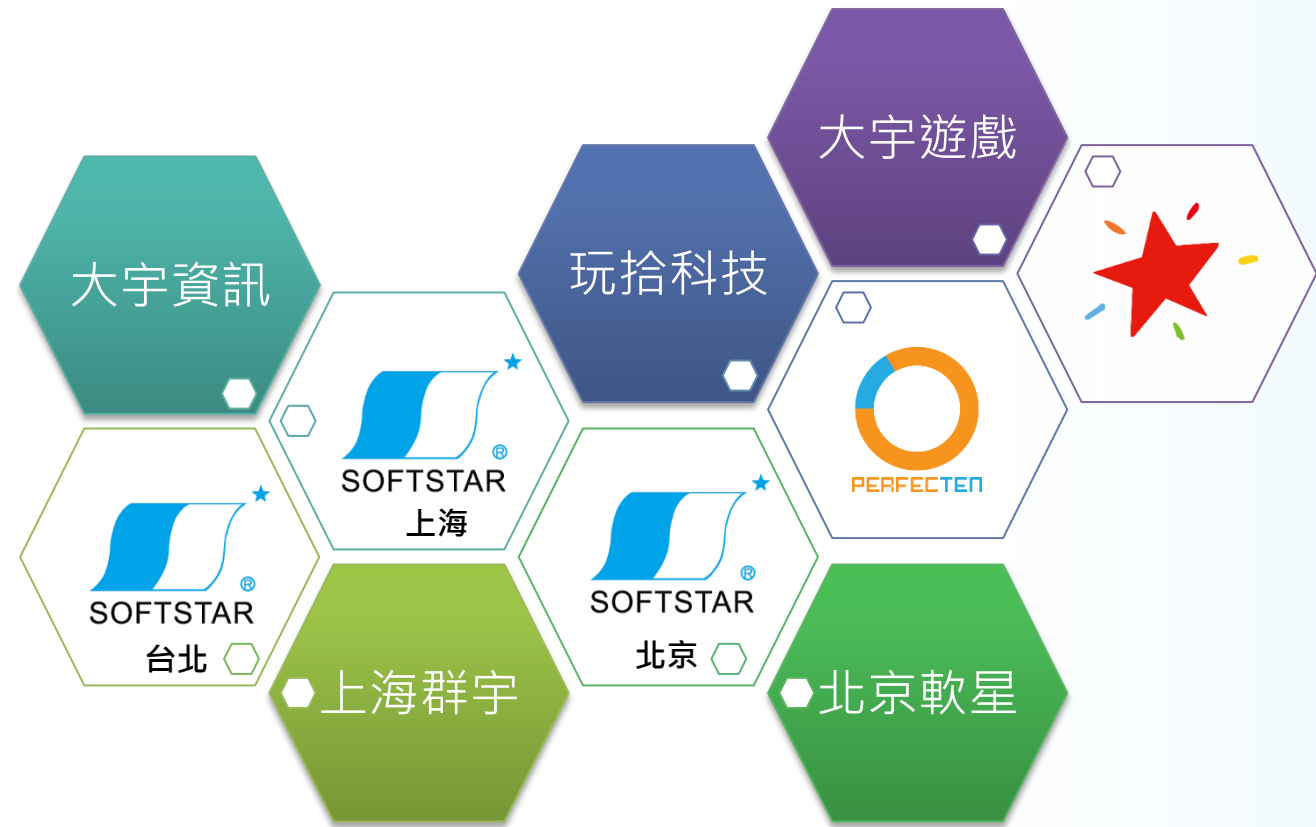 大宇遊戲
大宇資訊
玩拾科技
SOFTSTAR
®
上海
PERFECTEN
SOFTSTAR
®
台北
SOFTSTAR
®
北京
上海群宇
北京軟星